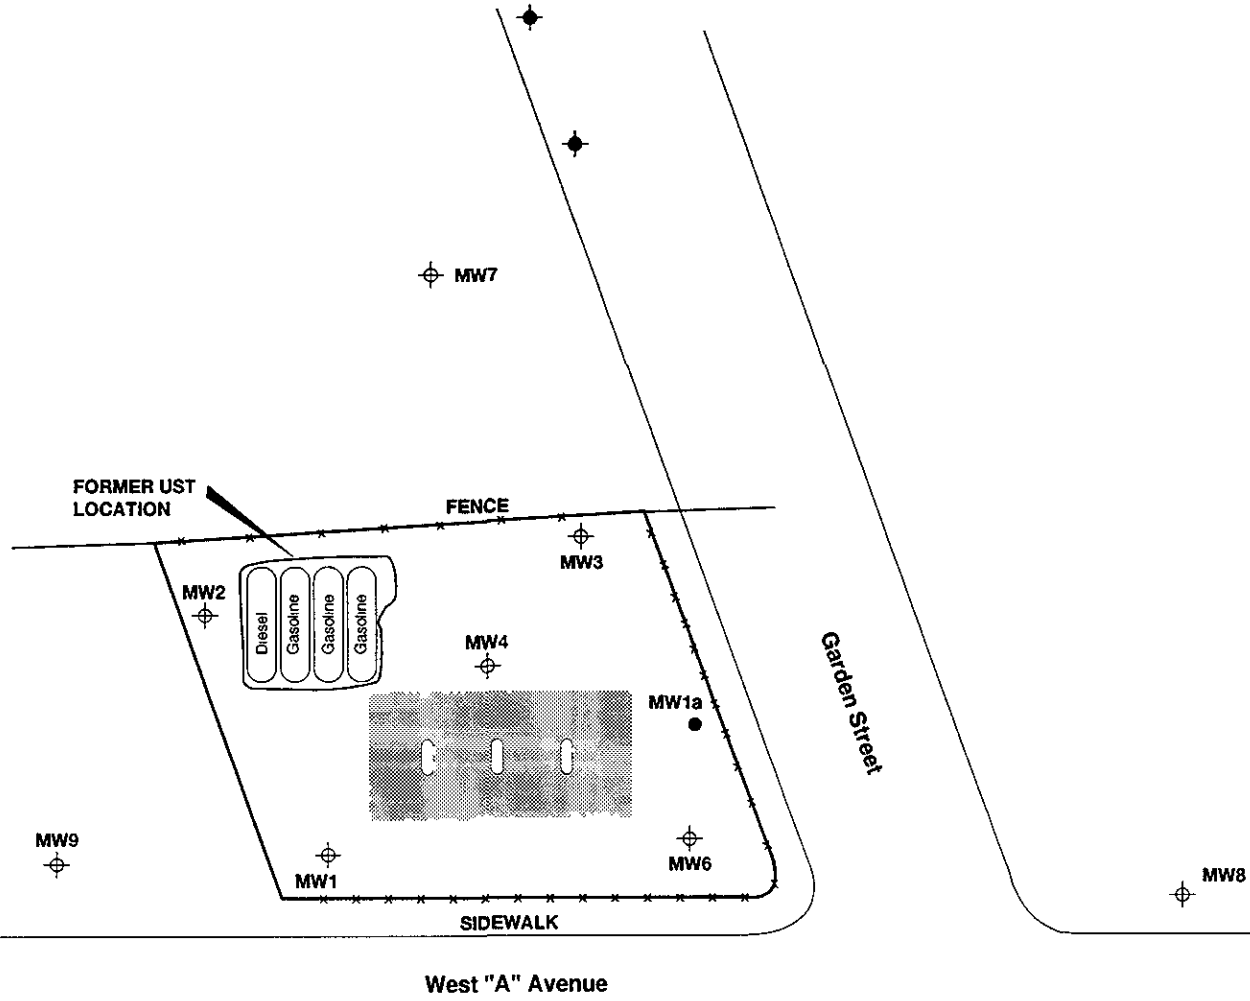 MW7
FORMER UST
LOCATION
FENCE
MW3
MW2
Diesel
Gasoline
Gasoline
Gasoline
MW4
MW1a
Garden Street
MW9
MW1
MW6
MW8
SIDEWALK
West "A" Avenue